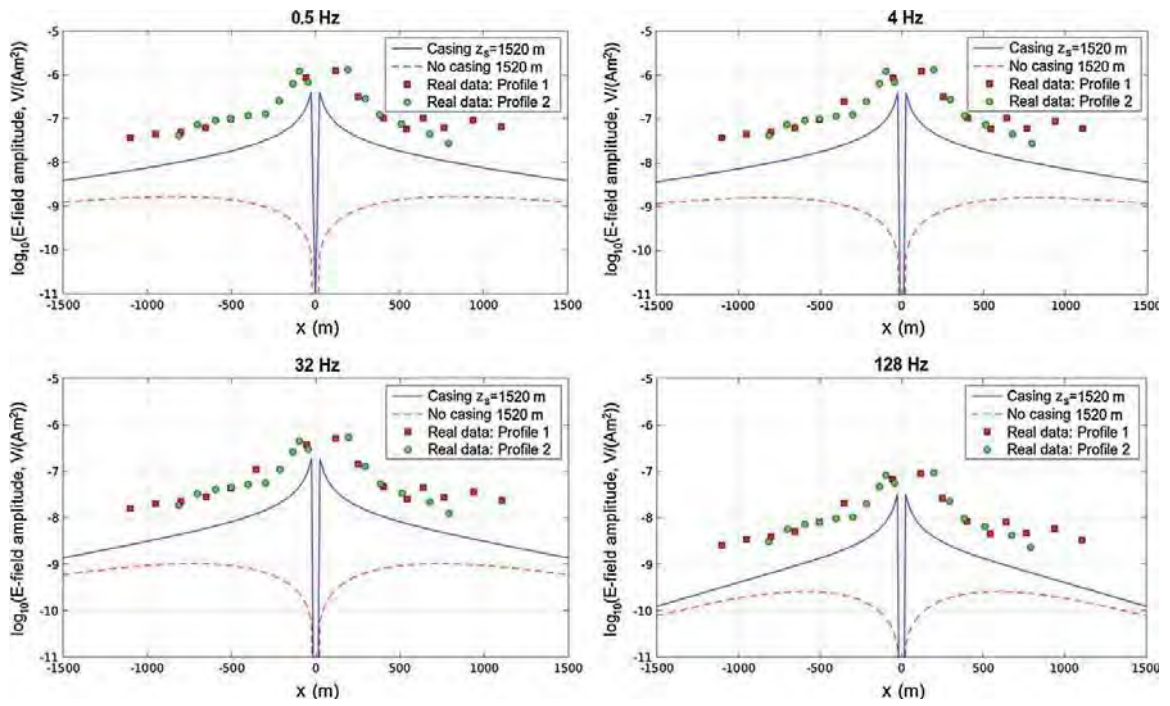 0.5 Hz
log10(E-field amplitude, V/(Am²))
-5
-6
-7
-8
-9
-10
-11
Casing zs=1520 m
No casing 1520 m
Real data: Profile 1
Real data: Profile 2
-1500 -1000 -500 0 500 1000 1500
x (m)
4 Hz
log10(E-field amplitude, V/(Am²))
-5
-6
-7
-8
-9
-10
-11
Casing zs=1520 m
No casing 1520 m
Real data: Profile 1
Real data: Profile 2
-1500 -1000 -500 0 500 1000 1500
x (m)
32 Hz
log10(E-field amplitude, V/(Am²))
-5
-6
-7
-8
-9
-10
-11
Casing zs=1520 m
No casing 1520 m
Real data: Profile 1
Real data: Profile 2
-1500 -1000 -500 0 500 1000 1500
x (m)
128 Hz
log10(E-field amplitude, V/(Am²))
-5
-6
-7
-8
-9
-10
-11
Casing zs=1520 m
No casing 1520 m
Real data: Profile 1
Real data: Profile 2
-1500 -1000 -500 0 500 1000 1500
x (m)